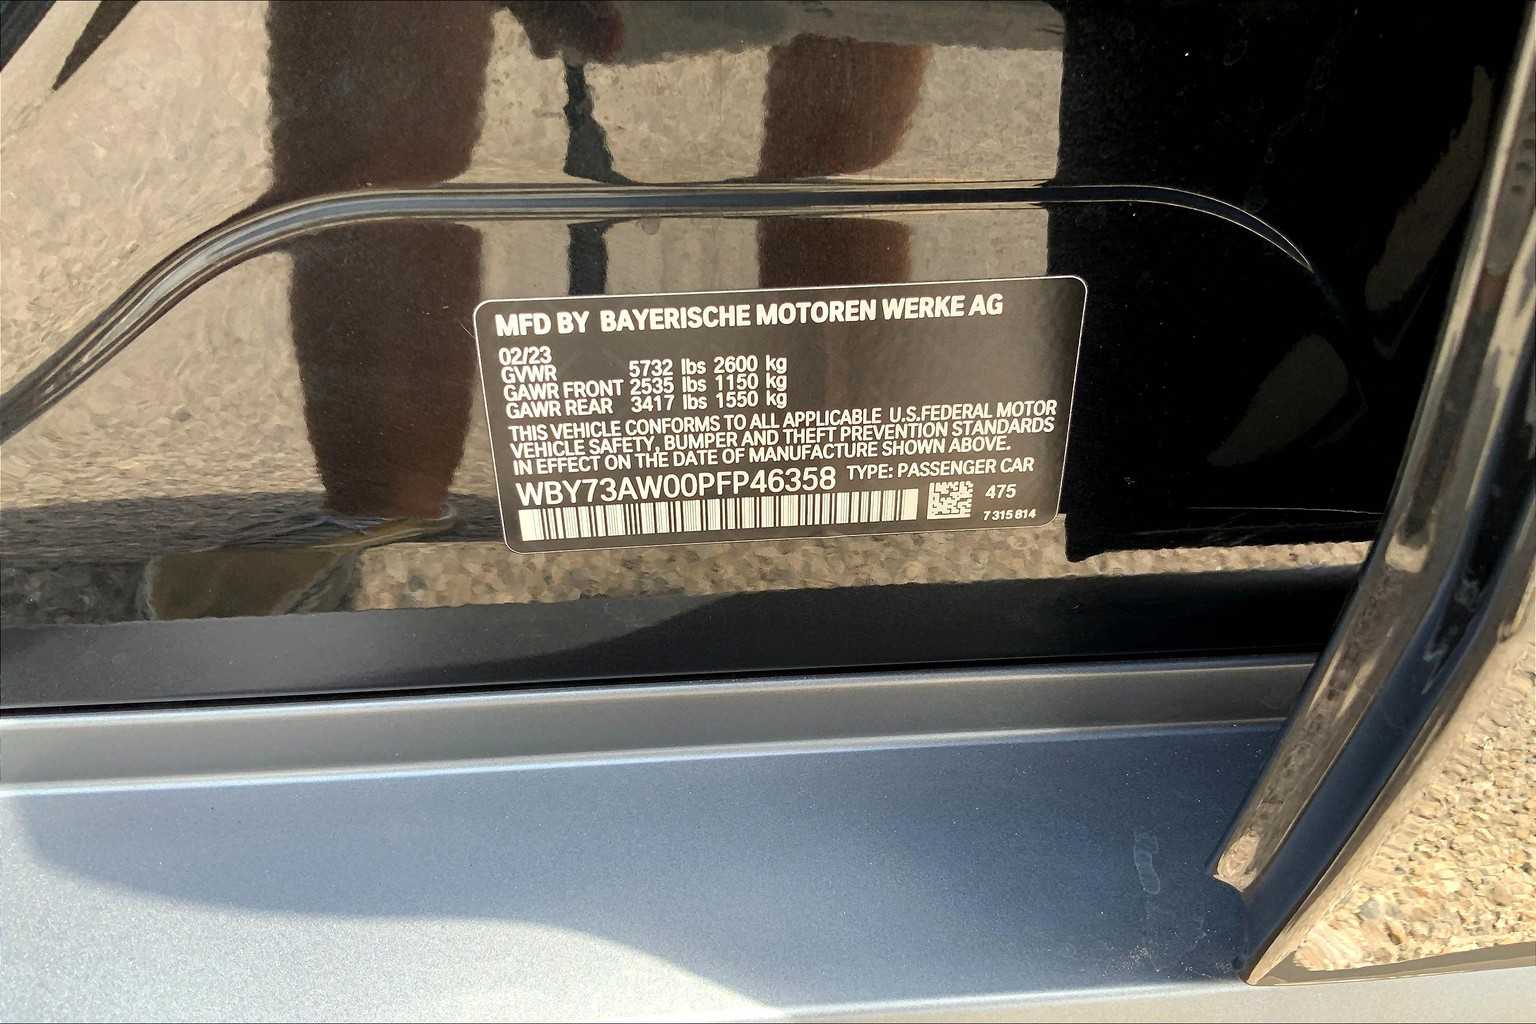 MFD BY BAYERISCHE MOTOREN WERKE AG
02/23
GVWR 5732 lbs 2600 kg
GAWR FRONT 2535 lbs 1150 kg
GAWR REAR 3417 lbs 1550 kg
THIS VEHICLE CONFORMS TO ALL APPLICABLE U.S.FEDERAL MOTOR
VEHICLE SAFETY, BUMPER AND THEFT PREVENTION STANDARDS
IN EFFECT ON THE DATE OF MANUFACTURE SHOWN ABOVE.
WBY73AW00PFP46358 TYPE: PASSENGER CAR
475
7 315 814